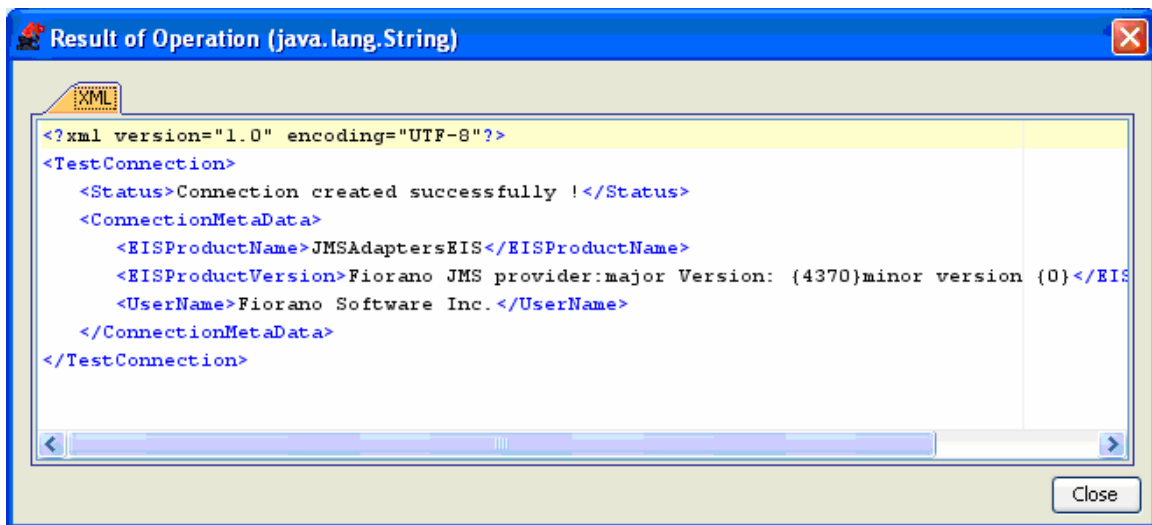 Result of Operation (java.lang.String)
XML
<?xml version="1.0" encoding="UTF-8"?>
<TestConnection>
<Status>Connection created successfully !</Status>
<ConnectionMetaData>
<EISProductName>JMSAdaptersEIS</EISProductName>
<EISProductVersion>Fiorano JMS provider:major Version: {4370}minor version {0}</EIS
<UserName>Fiorano Software Inc.</UserName>
</ConnectionMetaData>
</TestConnection>
Close